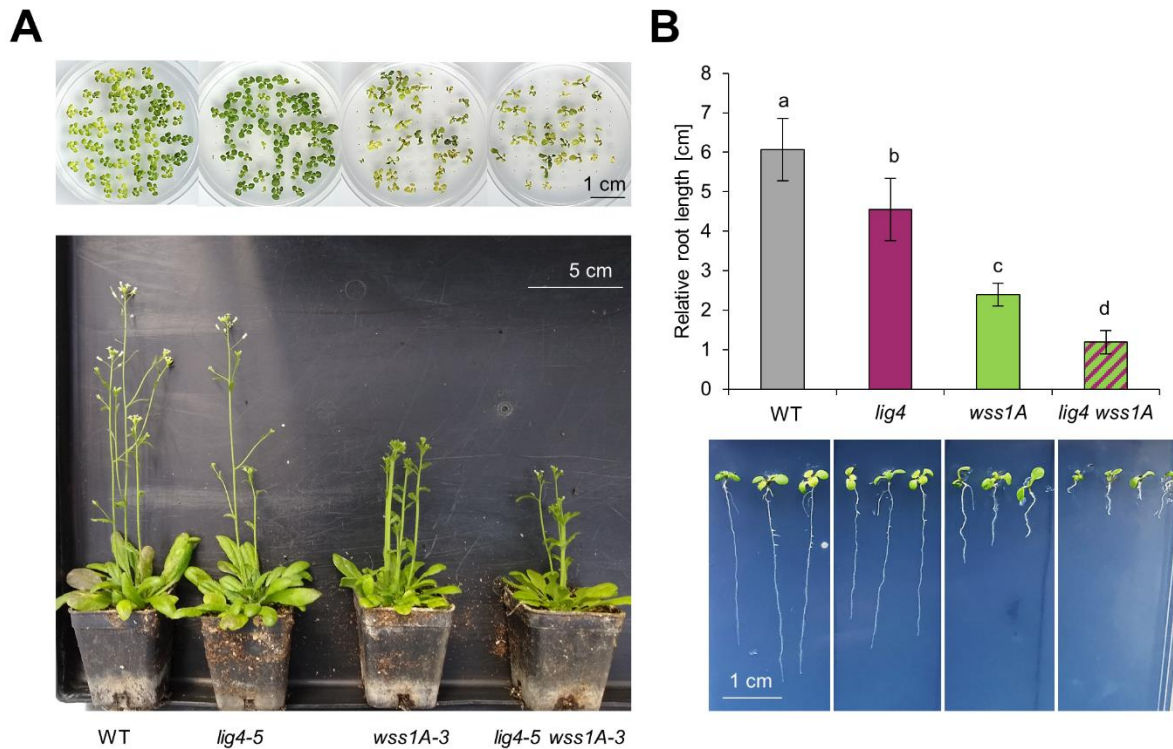 A
1 cm
5 cm
WT lig4-5 wss1A-3 lig4-5 wss1A-3
B
Relative root length [cm]
8
7
6
5
4
3
2
1
0
a
b
c
d
WT lig4 wss1A lig4 wss1A
1 cm